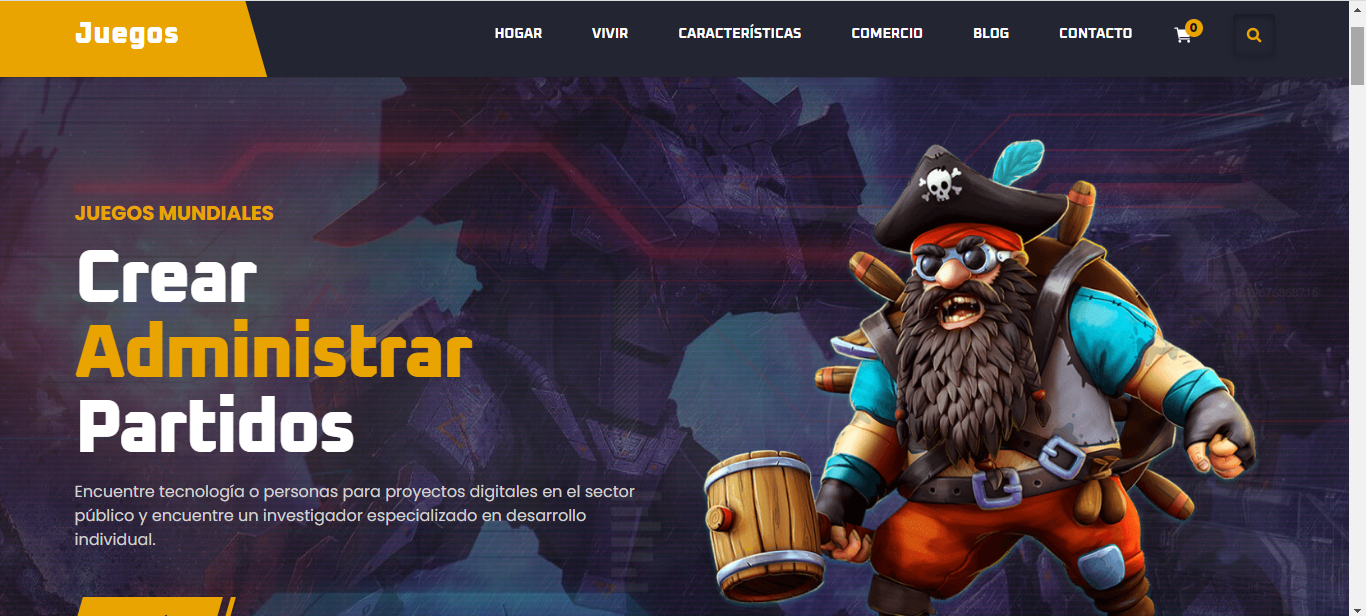 Juegos
HOGAR VIVIR CARACTERÍSTICAS COMERCIO BLOG CONTACTO 0
JUEGOS MUNDIALES
Crear
Administrar
Partidos
Encuentre tecnología o personas para proyectos digitales en el sector
público y encuentre un investigador especializado en desarrollo
individual.